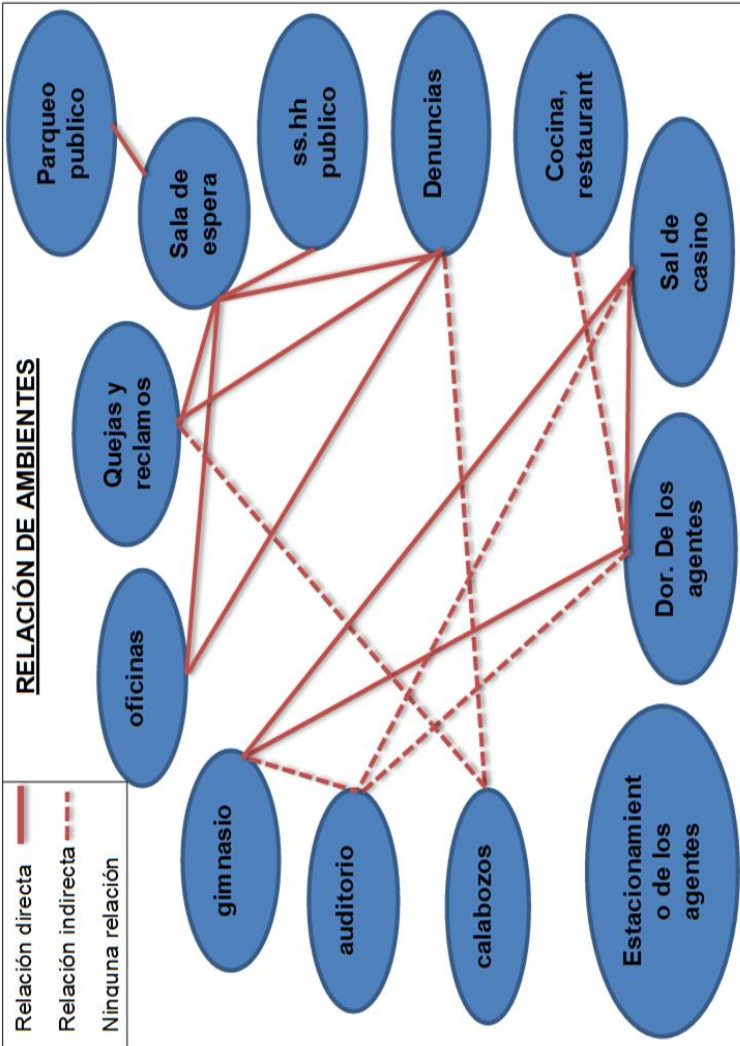 Relación directa
Relación indirecta
Ninguna relación
RELACIÓN DE AMBIENTES
Parqueo
publico
Sala de
espera
ss.hh
publico
Denuncias
Cocina,
restaurant
Sal de
casino
Dor. De los
agentes
Estacionamient
o de los
agentes
calabozos
auditorio
gimnasio
oficinas
Quejas y
reclamos